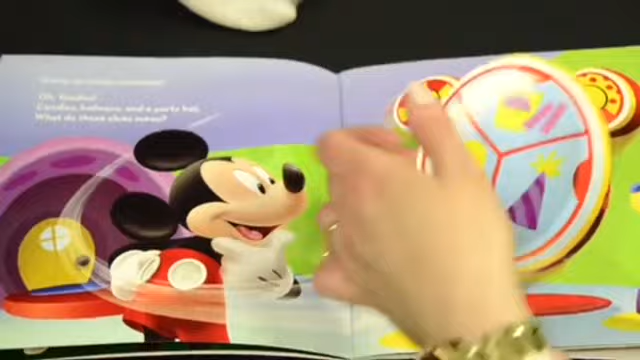 Oh, Toodles!
Candles, balloons, and a party hat.
What do these clues mean?